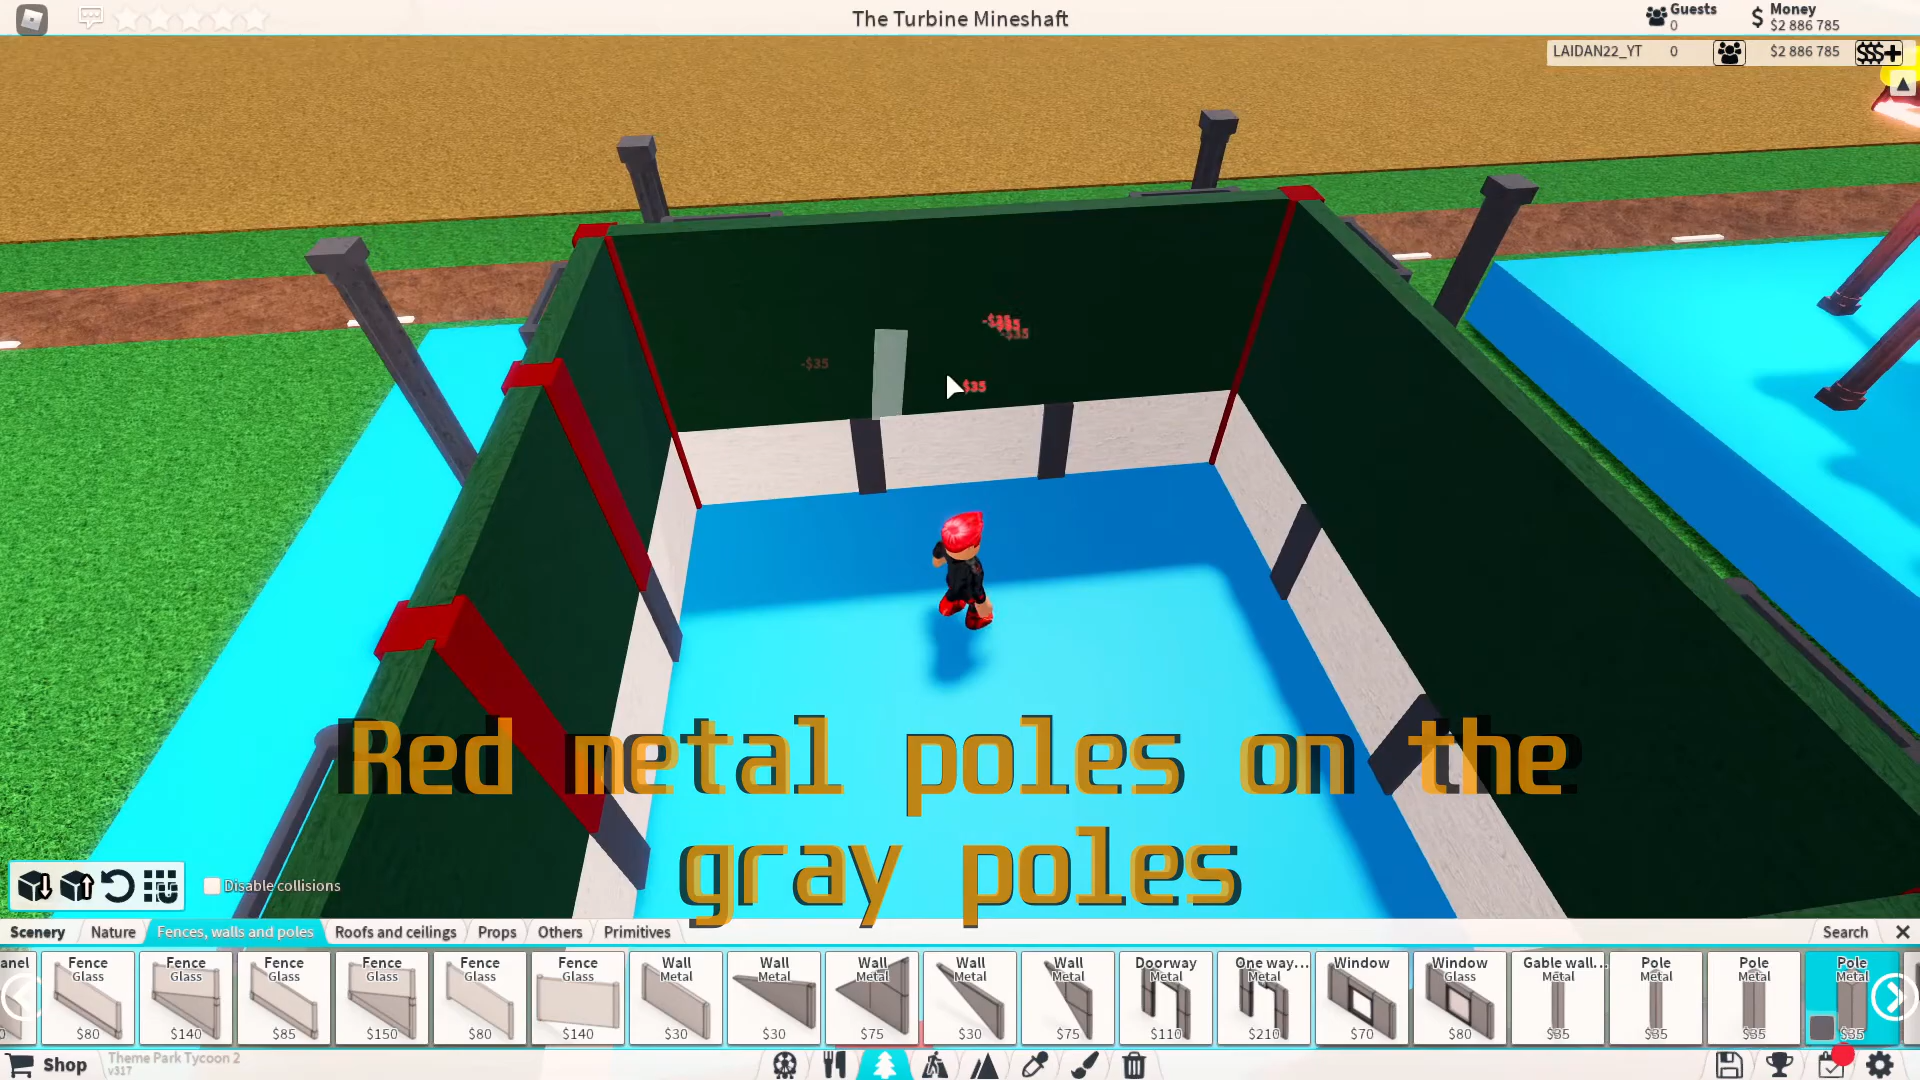 The Turbine Mineshaft
Guests
0
Money
$2 886 785
LAIDAN22_YT 0 $2 886 785 $$$+
-$35
-$35
$35
-$35
$35
Red metal poles on the
gray poles
Disable collisions
Scenery Nature Fences, walls and poles Roofs and ceilings Props Others Primitives Search
anel
Fence
Glass
$80
Fence
Glass
$140
Fence
Glass
$85
Fence
Glass
$150
Fence
Glass
$80
Fence
Glass
$140
Wall
Metal
$30
Wall
Metal
$30
Wall
Metal
$75
Wall
Metal
$30
Wall
Metal
$75
Doorway
Metal
$110
One way...
Metal
$210
Window
$70
Window
Glass
$80
Gable wall...
Metal
$35
Pole
Metal
$35
Pole
Metal
$35
Pole
Metal
$35
Shop
Theme Park Tycoon 2
v317